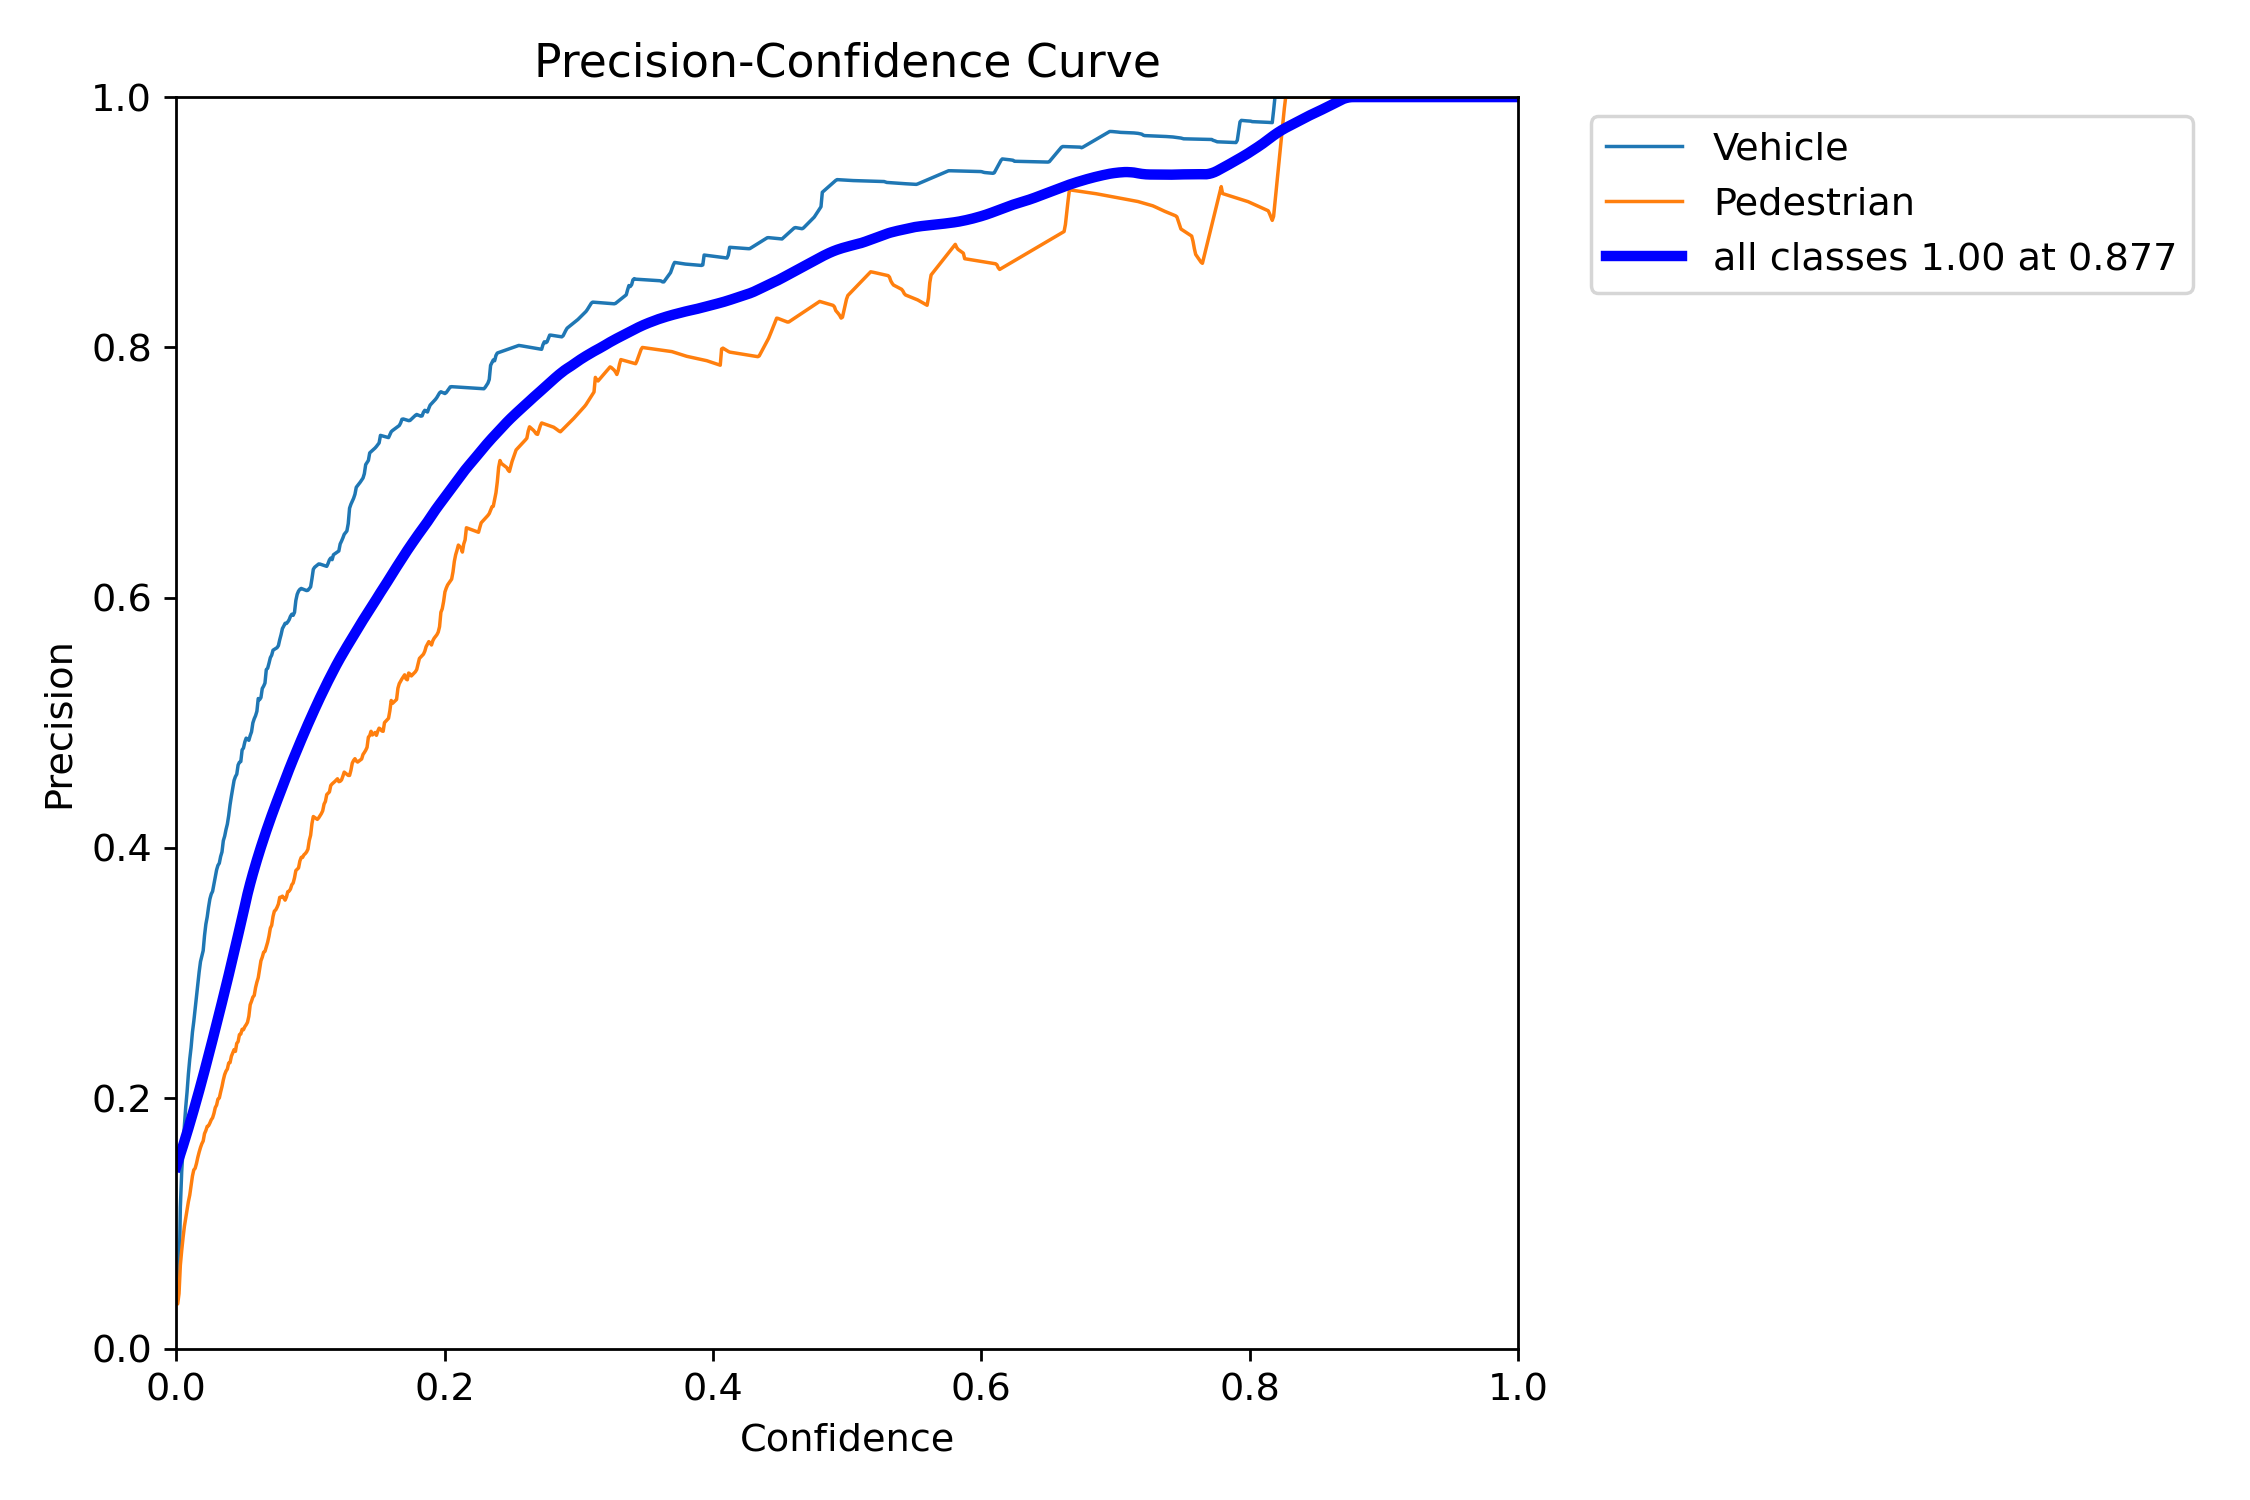 Precision-Confidence Curve
1.0
0.8
0.6
0.4
0.2
0.0
Precision
0.0 0.2 0.4 0.6 0.8 1.0
Confidence
Vehicle
Pedestrian
all classes 1.00 at 0.877